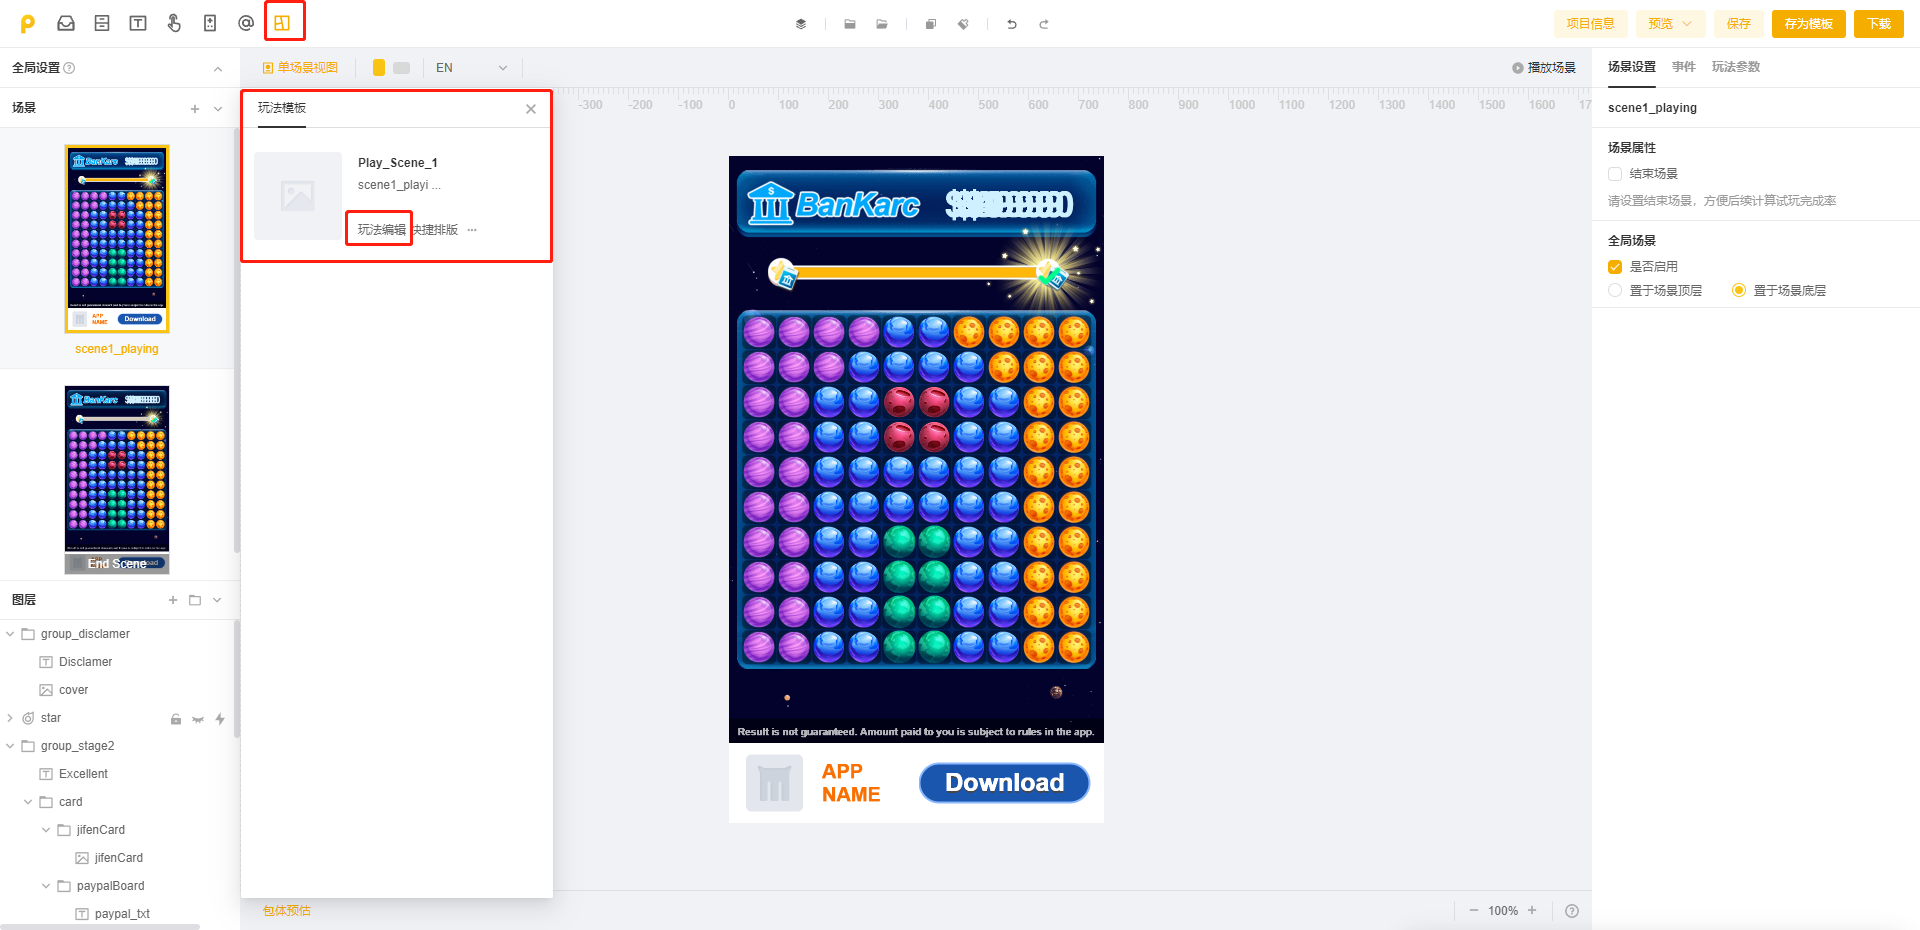 项目信息
预览
保存
存为模板
下载
全局设置
单场景视图
EN
播放场景
场景设置 事件 玩法参数
场景
玩法模板
-300 -200 -100 0 100 200 300 400 500 600 700 800 900 1000 1100 1200 1300 1400 1500 1600 17
scene1_playing
Play_Scene_1
scene1_playi ...
玩法编辑 快捷排版 ...
场景属性
结束场景
请设置结束场景，方便后续计算试玩完成率
全局场景
是否启用
置于场景顶层 置于场景底层
BanKarc
Result is not guaranteed. Amount paid to you is subject to rules in the app.
APP
NAME
Download
BanKarc
APP
NAME
Download
scene1_playing
BanKarc
End Scene
图层
group_disclamer
Disclamer
cover
star
group_stage2
Excellent
card
jifenCard
jifenCard
paypalBoard
paypal_txt
包体预估
100%